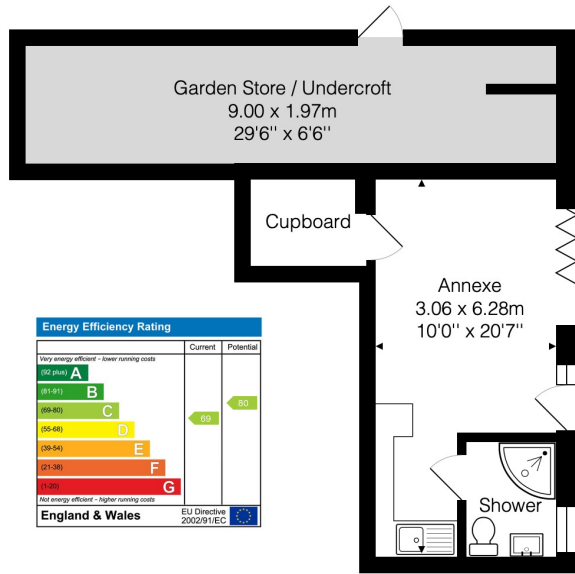 Garden Store / Undercroft
9.00 x 1.97m
29'6'' x 6'6''
Cupboard
Annexe
3.06 x 6.28m
10'0'' x 20'7''
Shower
Energy Efficiency Rating
Current Potential
Very energy efficient - lower running costs
(92 plus) A
(81-91) B
(69-80) C
(55-68) D
(39-54) E
(21-38) F
(1-20) G
69
80
Not energy efficient - higher running costs
England & Wales
EU Directive
2002/91/EC